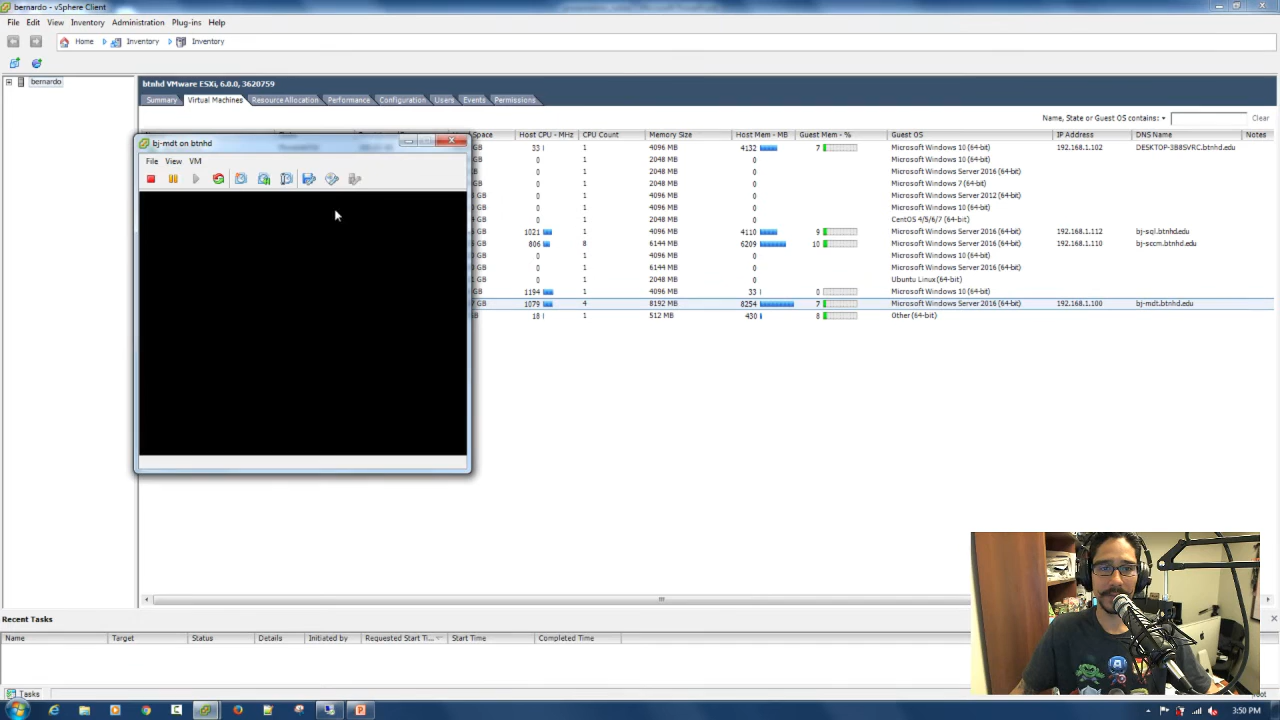 bernardo - vSphere Client
File Edit View Inventory Administration Plug-ins Help
Home Inventory Inventory
bernardo
btnhd VMware ESXi, 6.0.0, 3620759
Summary Virtual Machines Resource Allocation Performance Configuration Users Events Permissions
Name, State or Guest OS contains: Clear
Space Host CPU - MHz CPU Count Memory Size Host Mem - MB Guest Mem - % Guest OS IP Address DNS Name Notes
GB 33 1 4096 MB 4132 7 Microsoft Windows 10 (64-bit) 192.168.1.102 DESKTOP-3B8SVRC.btnhd.edu
GB 0 1 4096 MB 0 Microsoft Windows 10 (64-bit)
GB 0 1 2048 MB 0 Microsoft Windows Server 2016 (64-bit)
GB 0 1 2048 MB 0 Microsoft Windows 7 (64-bit)
GB 0 1 4096 MB 0 Microsoft Windows Server 2012 (64-bit)
GB 0 1 4096 MB 0 Microsoft Windows 10 (64-bit)
GB 0 1 2048 MB 0 CentOS 4/5/6/7 (64-bit)
GB 1021 1 4096 MB 4110 9 Microsoft Windows Server 2016 (64-bit) 192.168.1.112 bj-sql.btnhd.edu
GB 806 8 6144 MB 6209 10 Microsoft Windows Server 2016 (64-bit) 192.168.1.110 bj-sccm.btnhd.edu
GB 0 1 4096 MB 0 Microsoft Windows 10 (64-bit)
GB 0 1 6144 MB 0 Microsoft Windows Server 2016 (64-bit)
GB 0 1 2048 MB 0 Ubuntu Linux (64-bit)
GB 1194 1 4096 MB 33 0 Microsoft Windows 10 (64-bit)
GB 1079 4 8192 MB 8254 7 Microsoft Windows Server 2016 (64-bit) 192.168.1.100 bj-mdt.btnhd.edu
GB 18 1 512 MB 430 8 Other (64-bit)
bj-mdt on btnhd
File View VM
Recent Tasks
Name Target Status Details Initiated by Requested Start Ti... Start Time Completed Time
Tasks root
3:50 PM